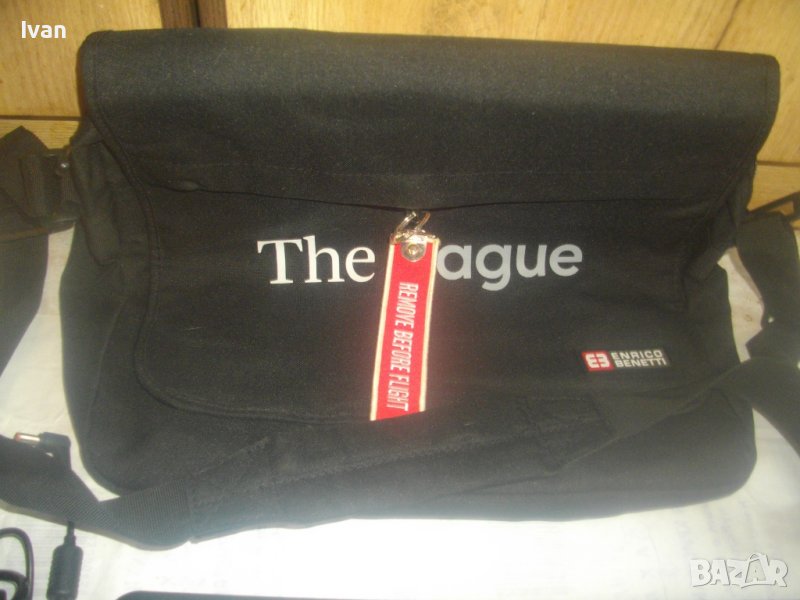 Ivan
The ague
REMOVE BEFORE FLIGHT
ENRICO
BENETTI
BAZAR